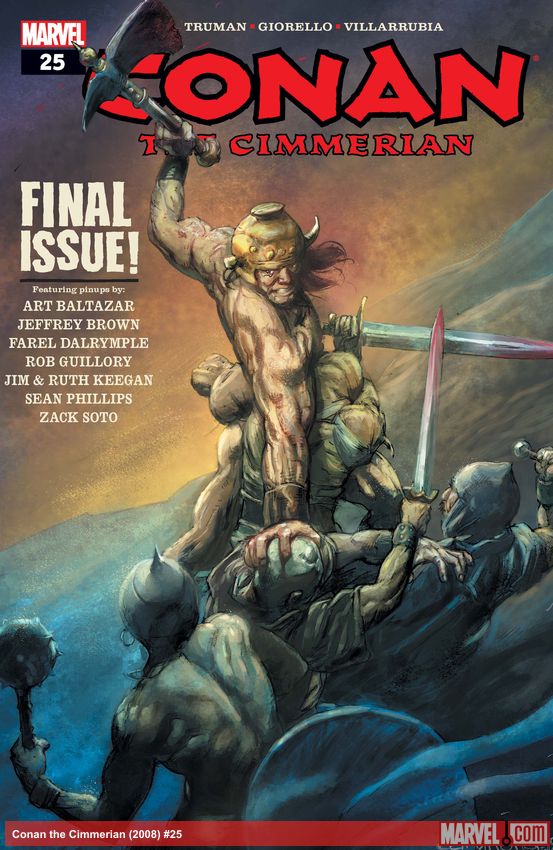 MARVEL
25
TRUMAN • GIORELLO • VILLARRUBIA
CONAN
THE CIMMERIAN
FINAL
ISSUE!
Featuring pinups by:
ART BALTAZAR
JEFFREY BROWN
FAREL DALRYMPLE
ROB GUILLORY
JIM & RUTH KEEGAN
SEAN PHILLIPS
ZACK SOTO
Conan the Cimmerian (2008) #25
MARVEL.com